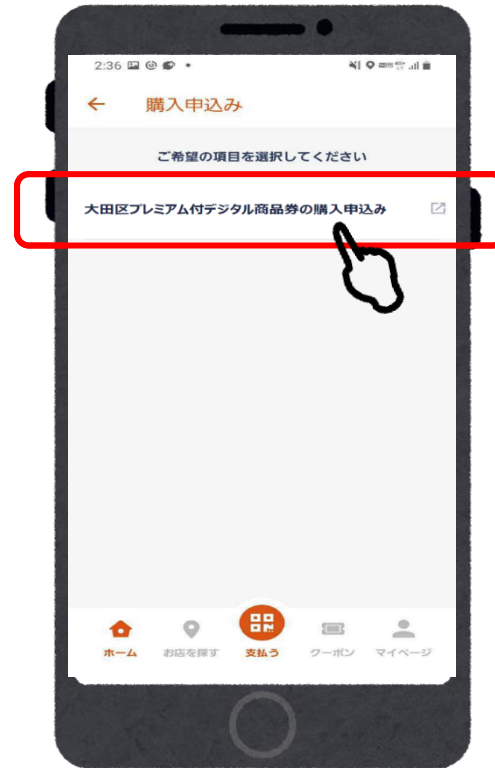 2:36
購入申込み
ご希望の項目を選択してください
大田区プレミアム付デジタル商品券の購入申込み
ホーム お店を探す 支払う クーポン マイページ